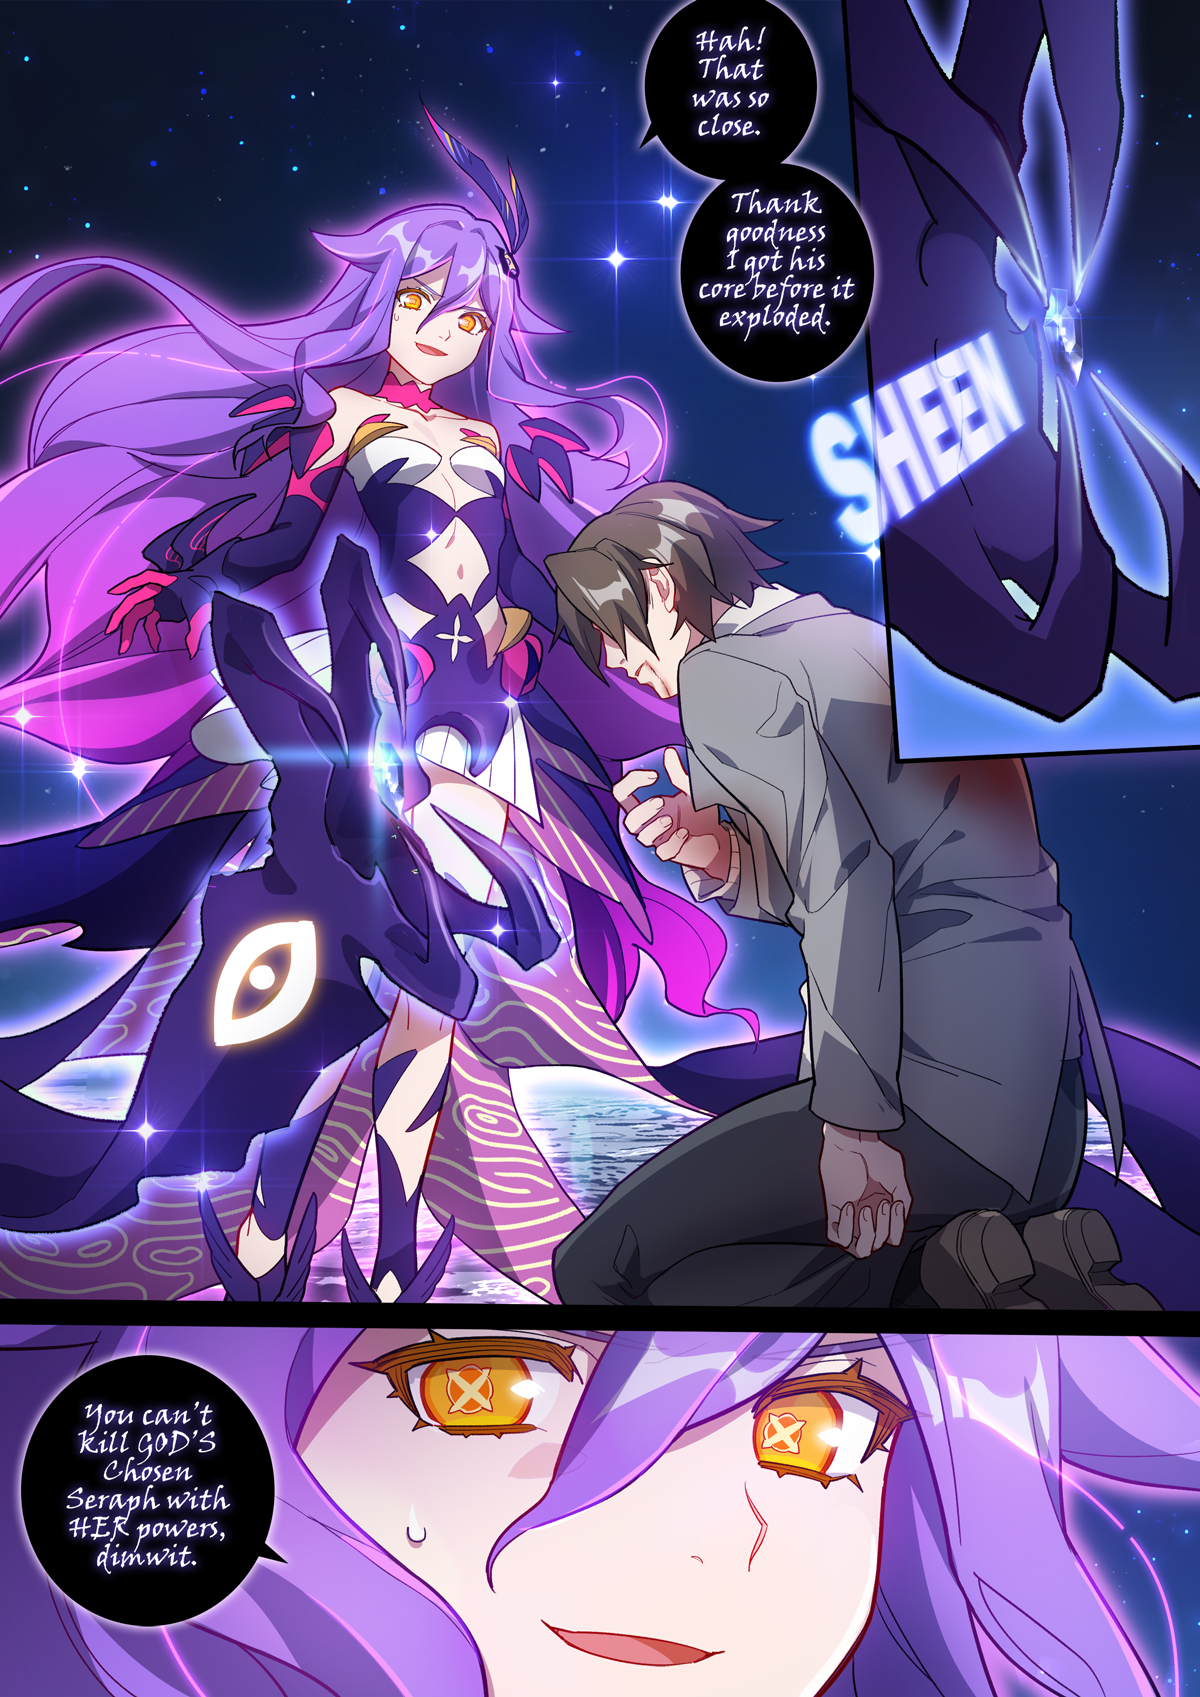 Hah!
That
was so
close.
Thank
goodness
I got his
core before it
exploded.
SHEEN
You can't
kill GOD'S
Chosen
Seraph with
HER powers,
dimwit.